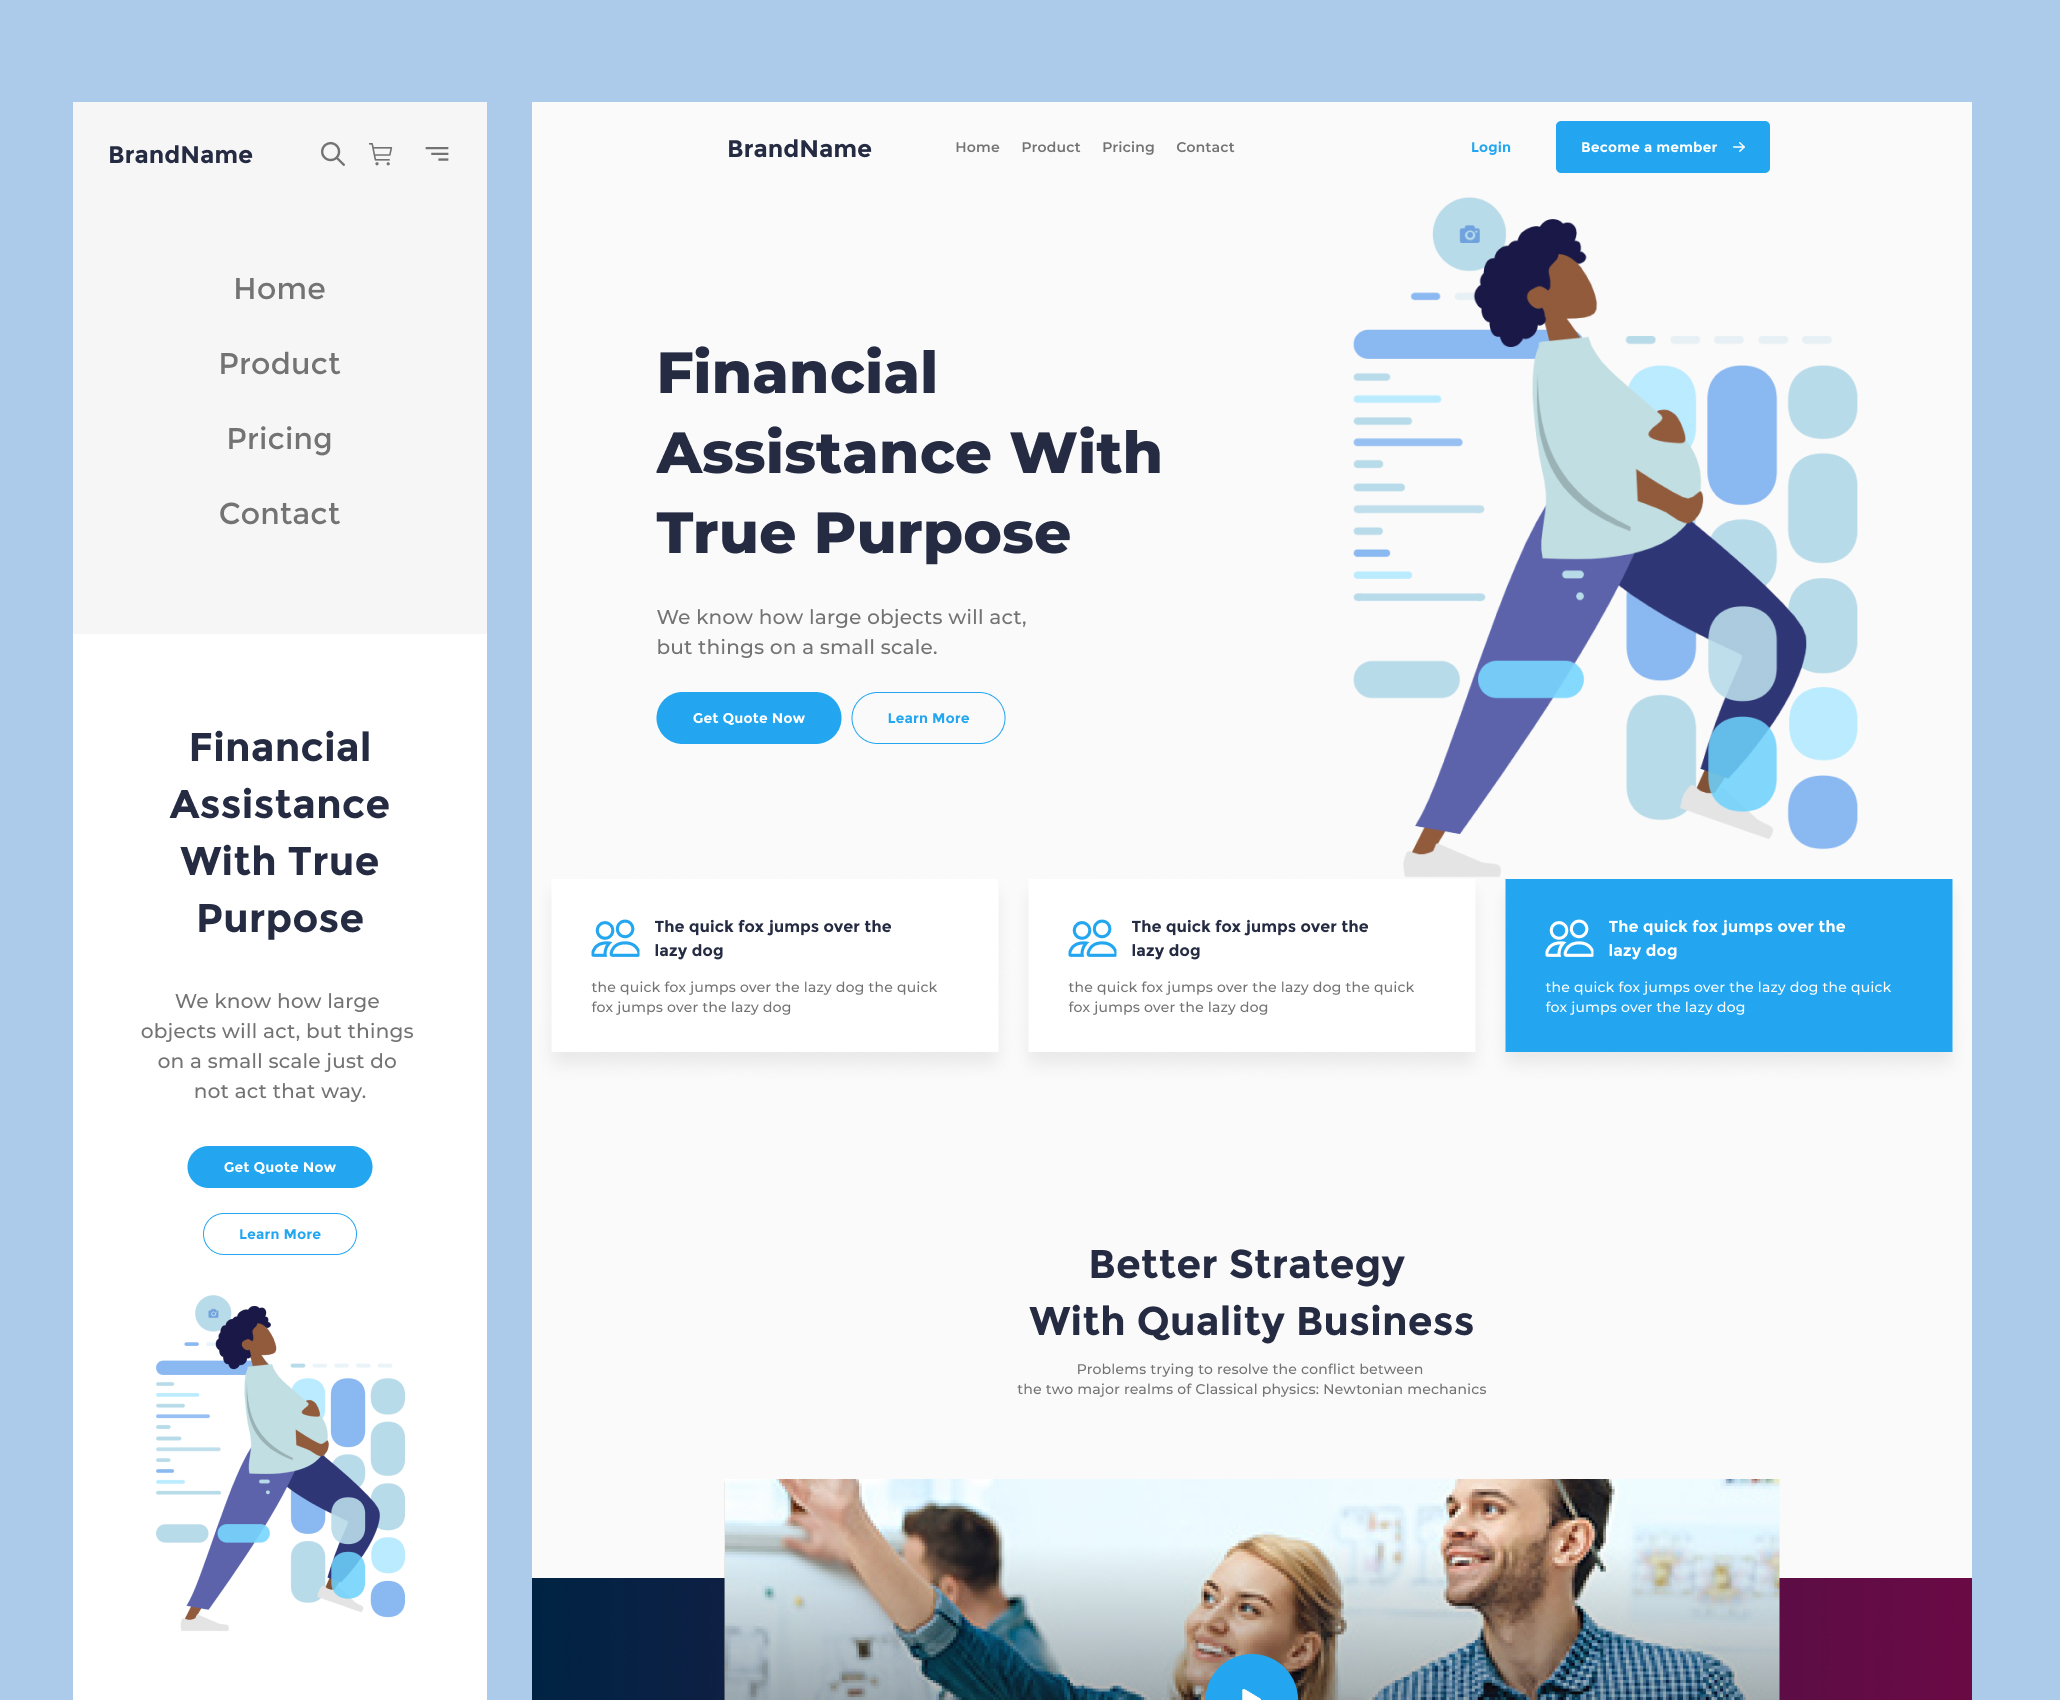 BrandName
Home
Product
Pricing
Contact
Financial
Assistance
With True
Purpose
We know how large
objects will act, but things
on a small scale just do
not act that way.
Get Quote Now
Learn More
BrandName
Home Product Pricing Contact
Login
Become a member
Financial
Assistance With
True Purpose
We know how large objects will act,
but things on a small scale.
Get Quote Now
Learn More
The quick fox jumps over the
lazy dog
the quick fox jumps over the lazy dog the quick
fox jumps over the lazy dog
The quick fox jumps over the
lazy dog
the quick fox jumps over the lazy dog the quick
fox jumps over the lazy dog
The quick fox jumps over the
lazy dog
the quick fox jumps over the lazy dog the quick
fox jumps over the lazy dog
Better Strategy
With Quality Business
Problems trying to resolve the conflict between
the two major realms of Classical physics: Newtonian mechanics